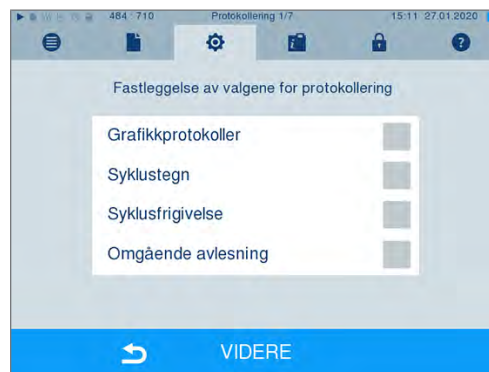 484 · 710 Protokollering 1/7 15:11 27.01.2020
Fastleggelse av valgene for protokollering
Grafikkprotokoller
Syklustegn
Syklusfrigivelse
Omgående avlesning
VIDERE